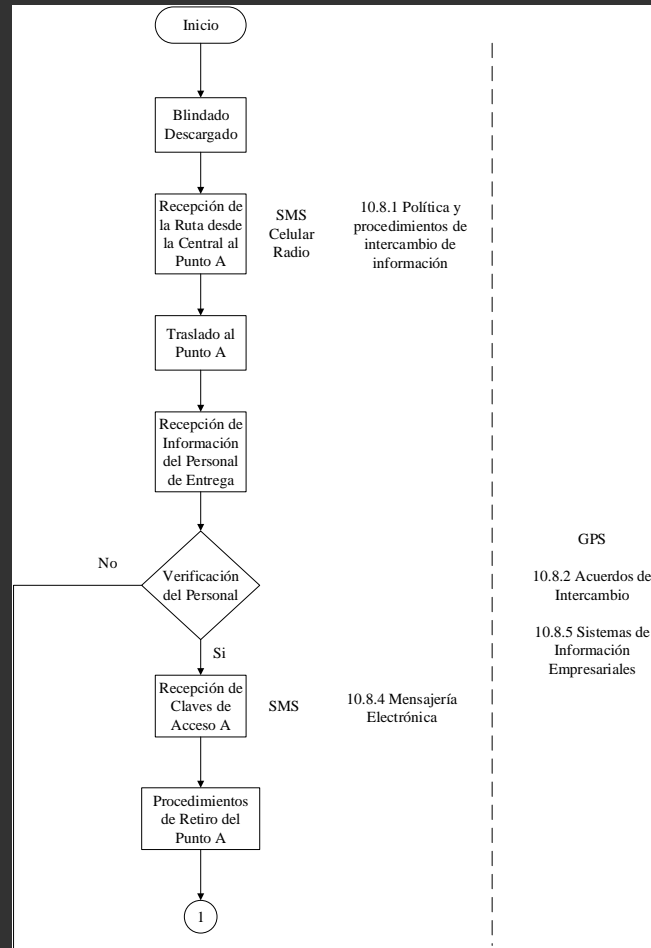 Inicio
Blindado
Descargado
Recepción de
la Ruta desde
la Central al
Punto A
SMS
Celular
Radio
10.8.1 Política y
procedimientos de
intercambio de
información
Traslado al
Punto A
Recepción de
Información
del Personal
de Entrega
Verificación
del Personal
No
Si
GPS
10.8.2 Acuerdos de
Intercambio
10.8.5 Sistemas de
Información
Empresariales
Recepción de
Claves de
Acceso A
SMS
10.8.4 Mensajería
Electrónica
Procedimientos
de Retiro del
Punto A
1